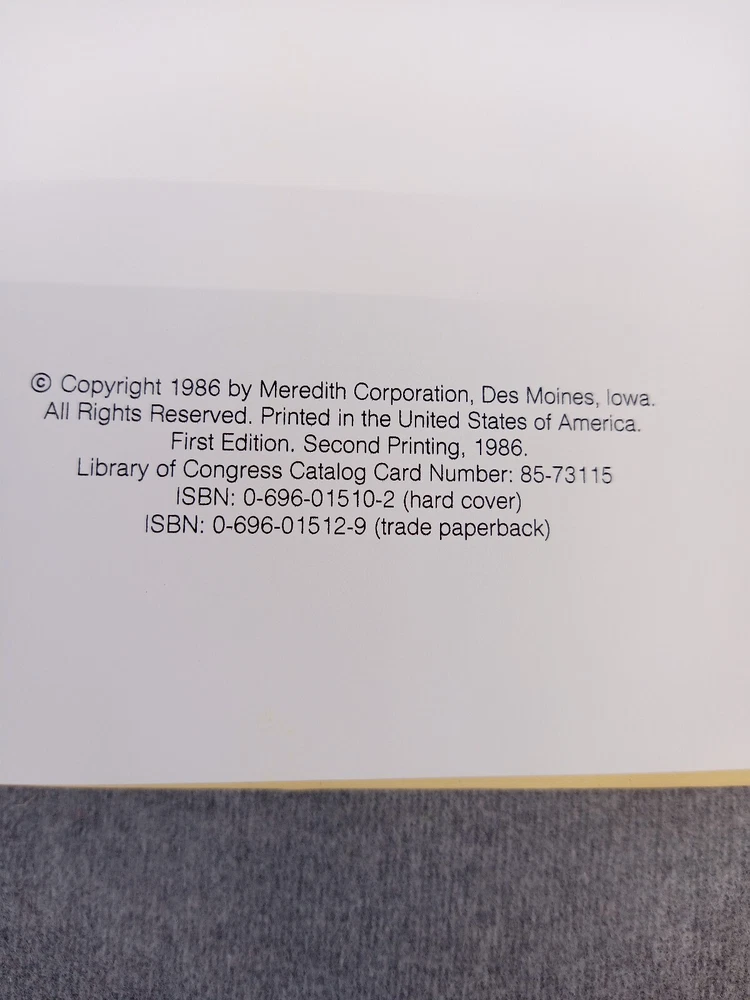 © Copyright 1986 by Meredith Corporation, Des Moines, Iowa.
All Rights Reserved. Printed in the United States of America.
First Edition. Second Printing, 1986.
Library of Congress Catalog Card Number: 85-73115
ISBN: 0-696-01510-2 (hard cover)
ISBN: 0-696-01512-9 (trade paperback)